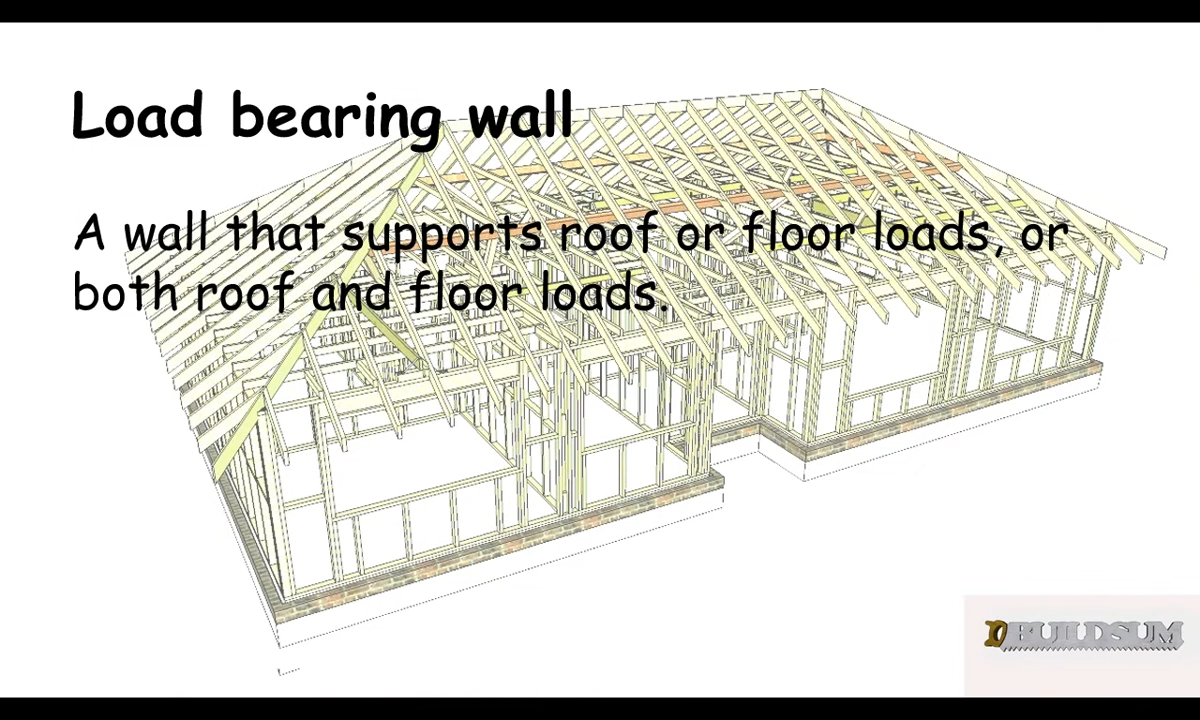 Load bearing wall
A wall that supports roof or floor loads, or
both roof and floor loads.
BUILDSUM